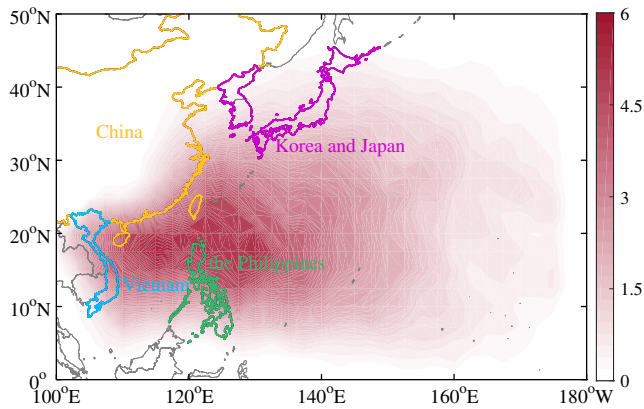 50°N
40°N
30°N
20°N
10°N
0°
100°E
120°E
140°E
160°E
180°W
China
Korea and Japan
the Philippines
Vietnam
6
4.5
3
1.5
0